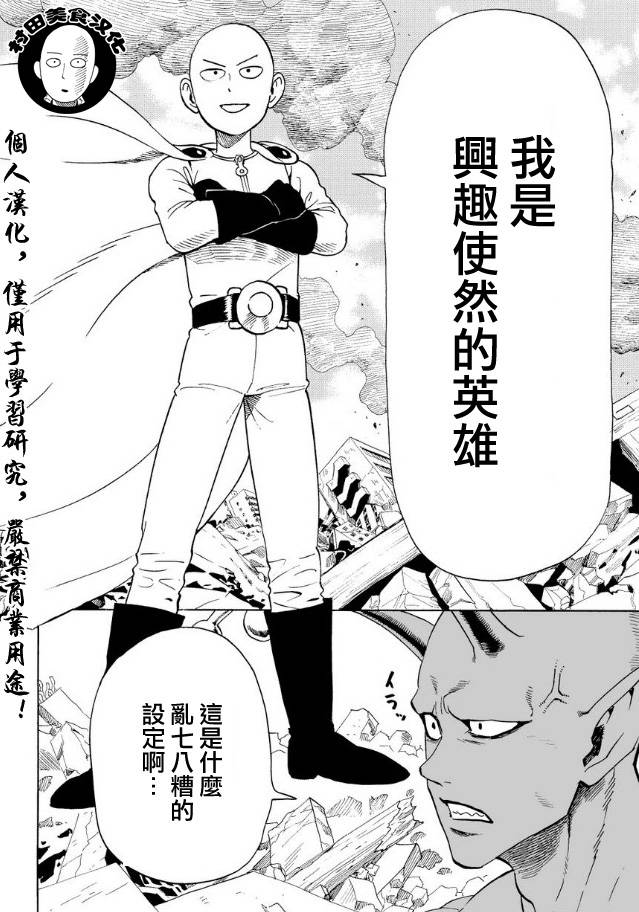 我是
興趣使然的英雄
這是什麼
亂七八糟的
設定啊…
イラッ
村田美食汉化
個人漢化，僅用于學習研究，嚴禁商業用途！